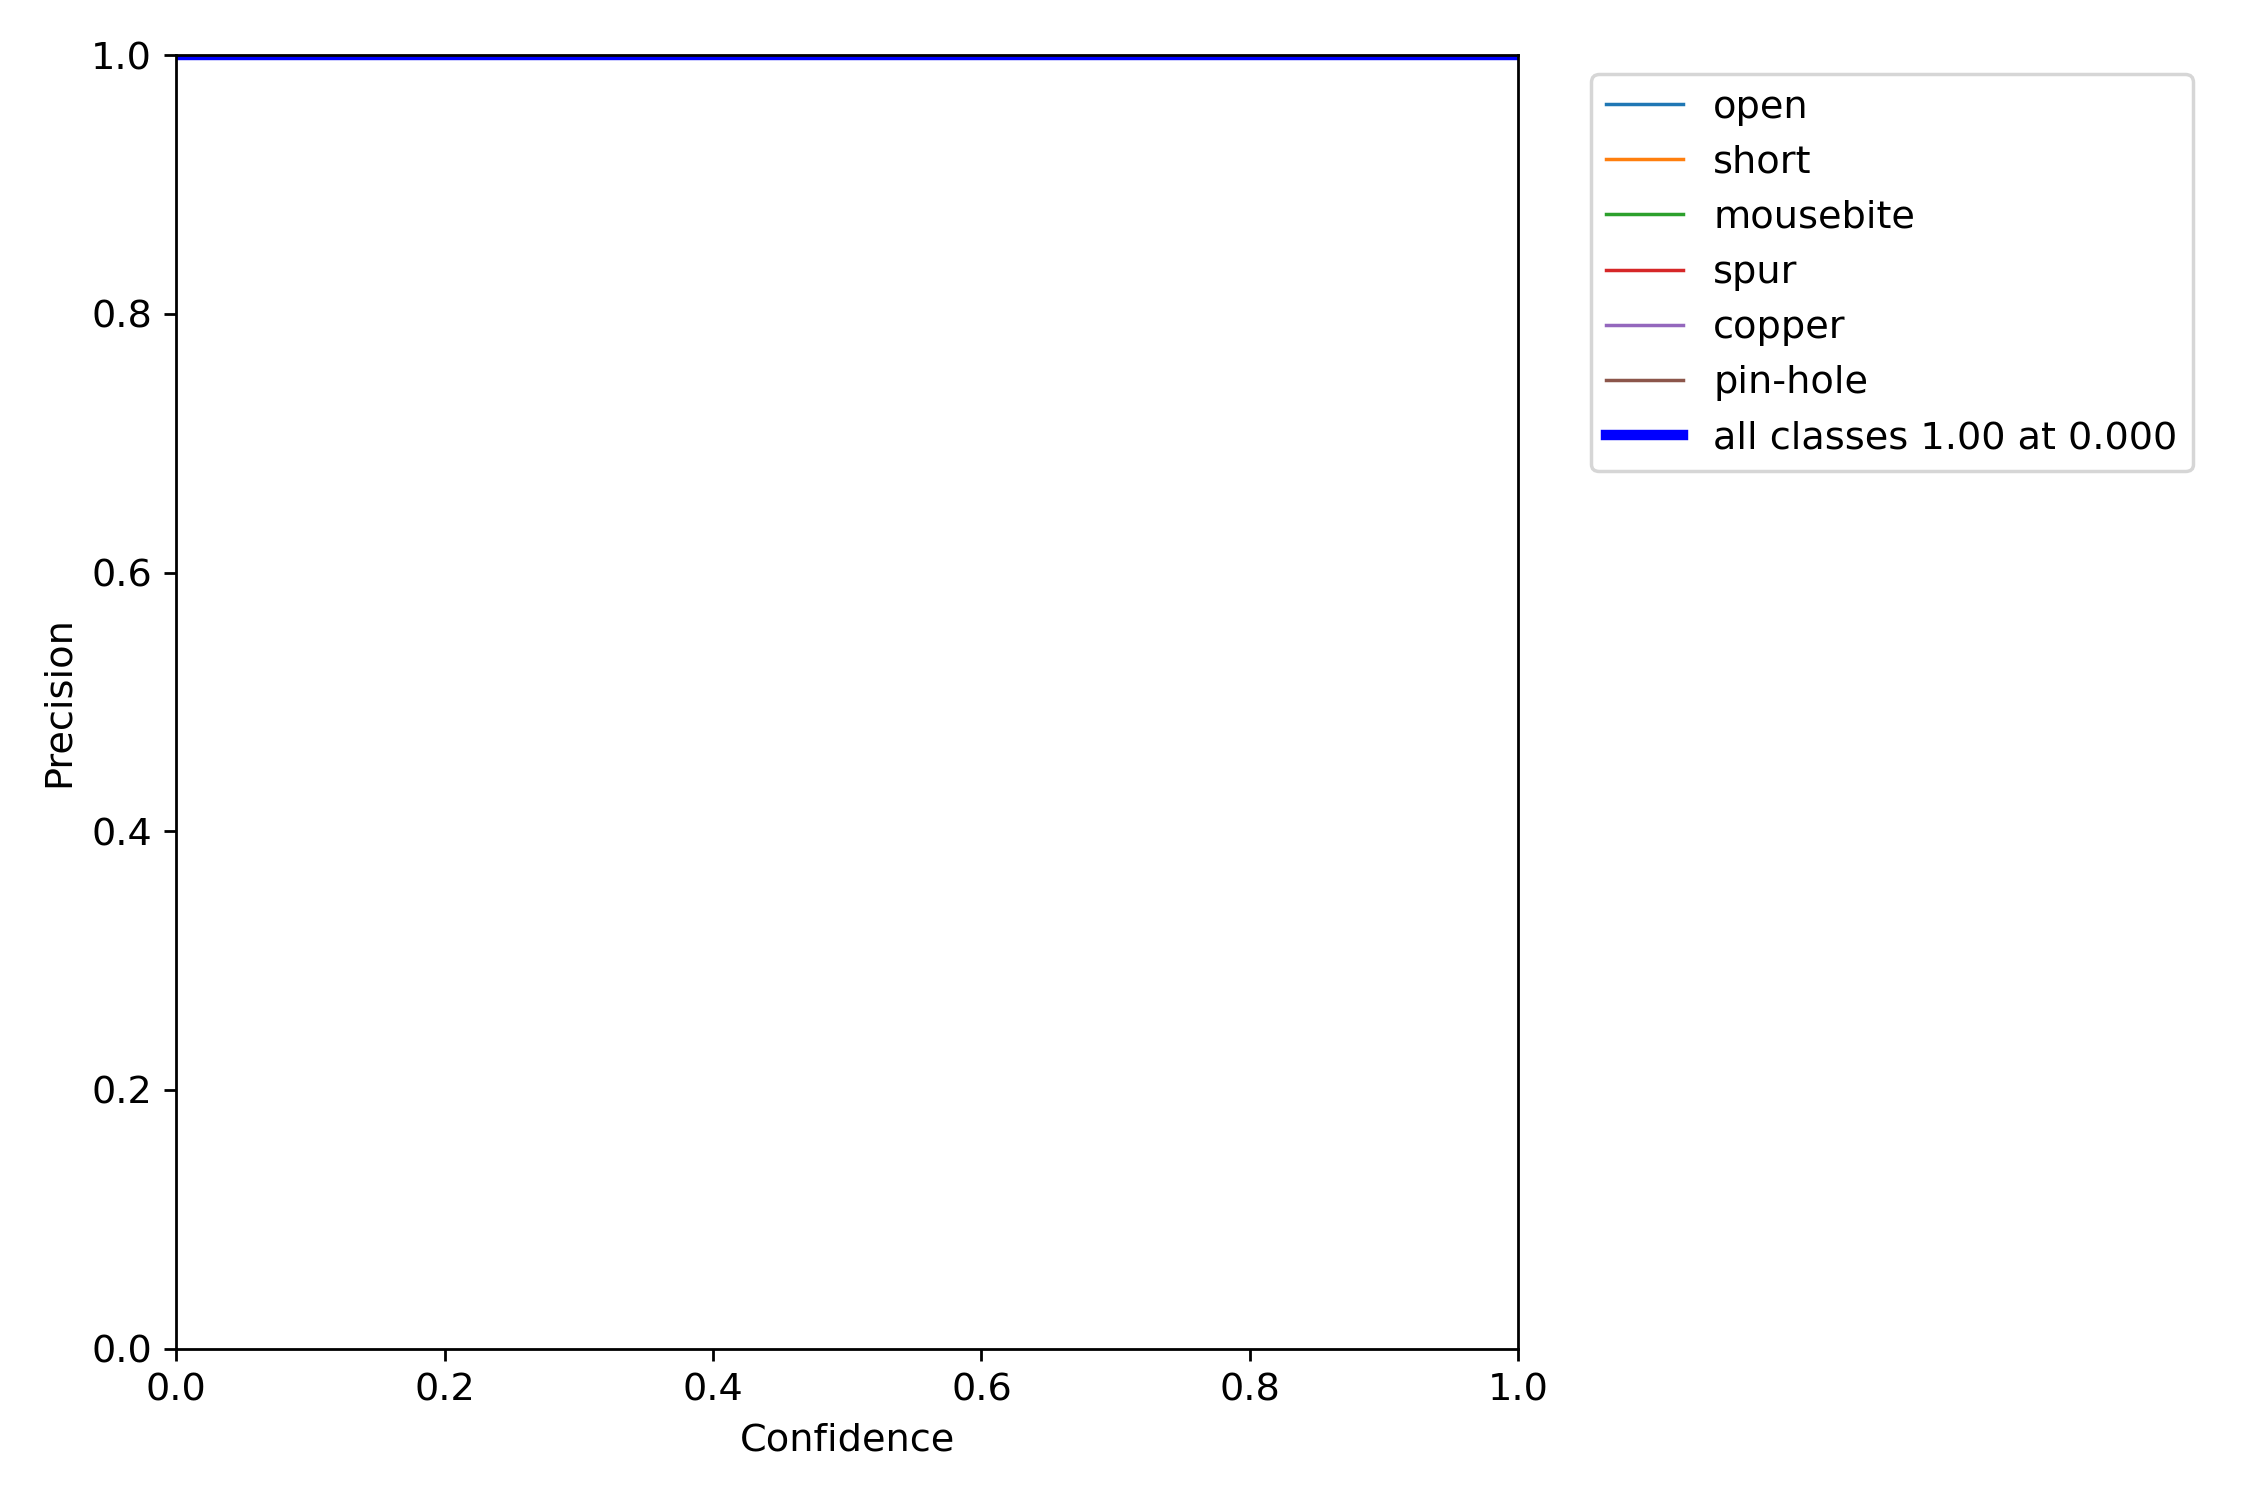 1.0
0.8
0.6
0.4
0.2
0.0
Precision
0.0 0.2 0.4 0.6 0.8 1.0
Confidence
open
short
mousebite
spur
copper
pin-hole
all classes 1.00 at 0.000